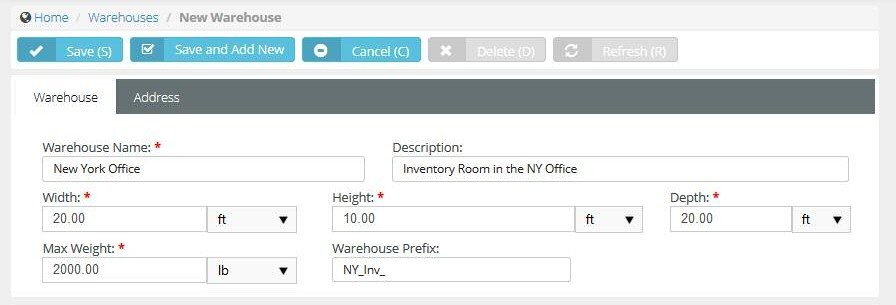 Home / Warehouses / New Warehouse
Save (S) Save and Add New Cancel (C) Delete (D) Refresh (R)
Warehouse Address
Warehouse Name: * Description:
New York Office Inventory Room in the NY Office
Width: * Height: * Depth: *
20.00 ft 10.00 ft 20.00 ft
Max Weight: * Warehouse Prefix:
2000.00 lb NY_Inv_